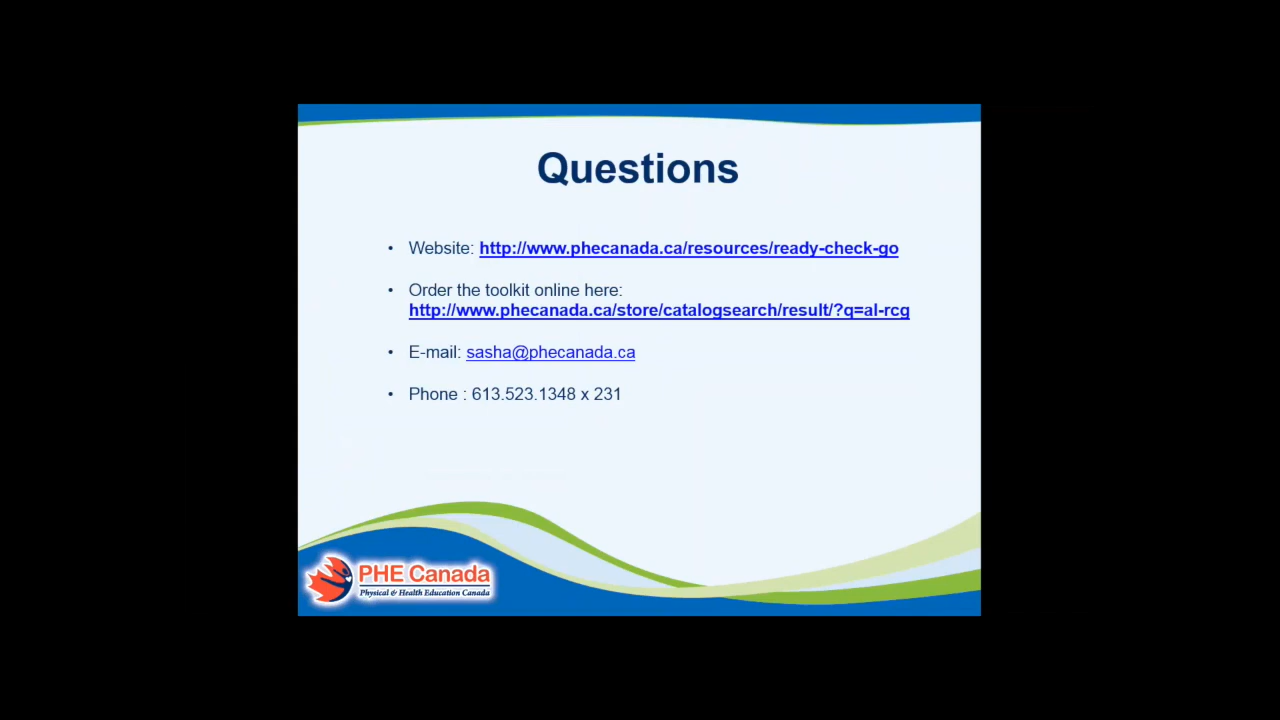 Questions
• Website: http://www.phecanada.ca/resources/ready-check-go
• Order the toolkit online here:
http://www.phecanada.ca/store/catalogsearch/result/?q=al-rcg
• E-mail: sasha@phecanada.ca
• Phone : 613.523.1348 x 231
PHE Canada
Physical & Health Education Canada